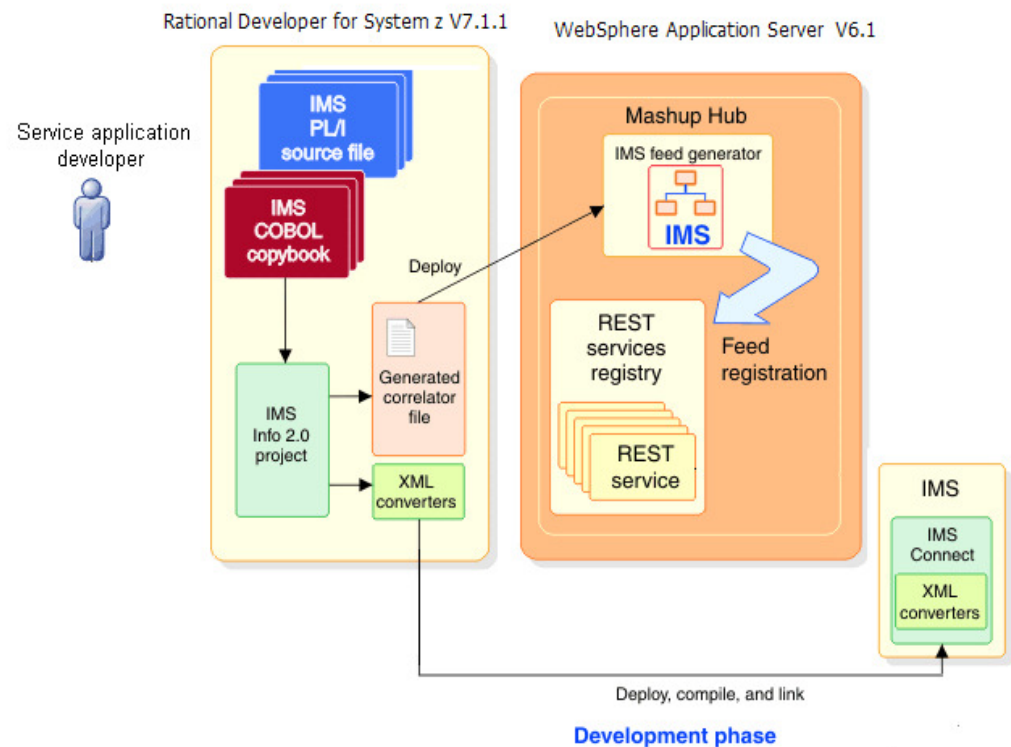 Rational Developer for System z V7.1.1
WebSphere Application Server V6.1
Service application
developer
IMS
PL/I
source file
IMS
COBOL
copybook
Deploy
IMS
Info 2.0
project
Generated
correlator
file
XML
converters
Mashup Hub
IMS feed generator
IMS
REST
services
registry
Feed
registration
REST
service
IMS
IMS
Connect
XML
converters
Deploy, compile, and link
Development phase